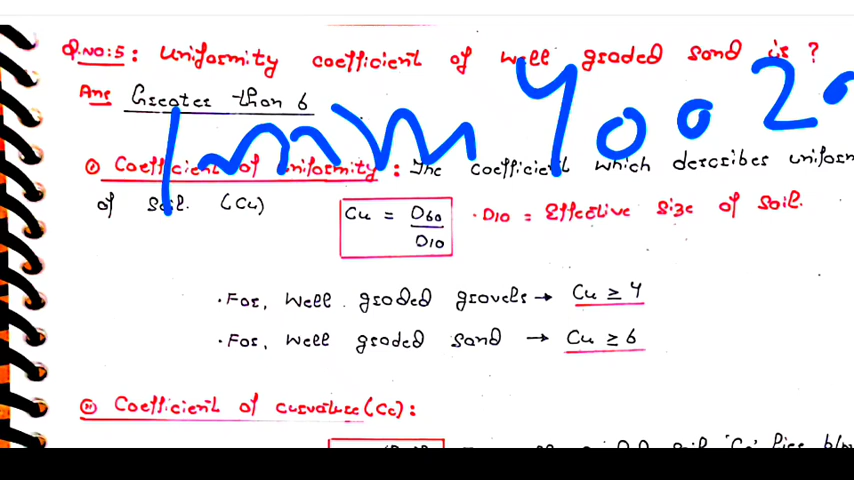 Q.NO:5: Uniformity coefficient of well graded sand is ?
Ans Greater than 6
① Coefficient of uniformity : The coefficient which describes uniform
of soil. (Cu)
Cu = D60/D10
• D10 = Effective size of soil.
• For, well graded gravels → Cu ≥ 4
• For, well graded sand → Cu ≥ 6
② Coefficient of curvature (Cc):